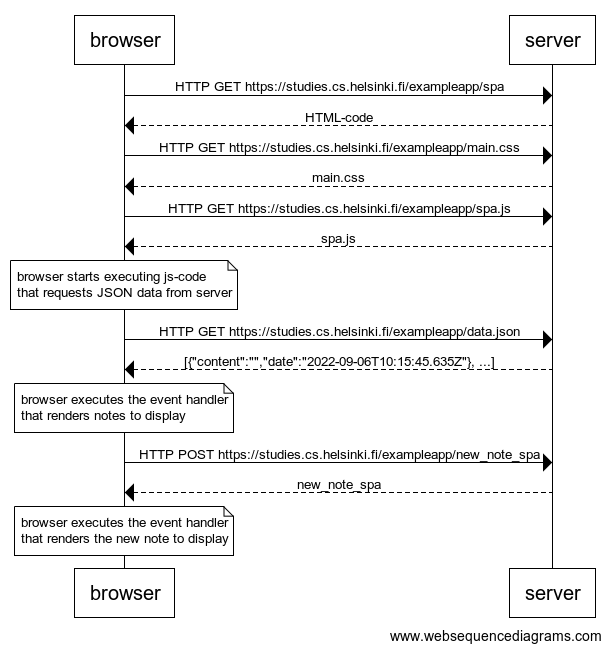 browser
server
HTTP GET https://studies.cs.helsinki.fi/exampleapp/spa
HTML-code
HTTP GET https://studies.cs.helsinki.fi/exampleapp/main.css
main.css
HTTP GET https://studies.cs.helsinki.fi/exampleapp/spa.js
spa.js
browser starts executing js-code
that requests JSON data from server
HTTP GET https://studies.cs.helsinki.fi/exampleapp/data.json
[{"content":"","date":"2022-09-06T10:15:45.635Z"}, ...]
browser executes the event handler
that renders notes to display
HTTP POST https://studies.cs.helsinki.fi/exampleapp/new_note_spa
new_note_spa
browser executes the event handler
that renders the new note to display
browser
server
www.websequencediagrams.com